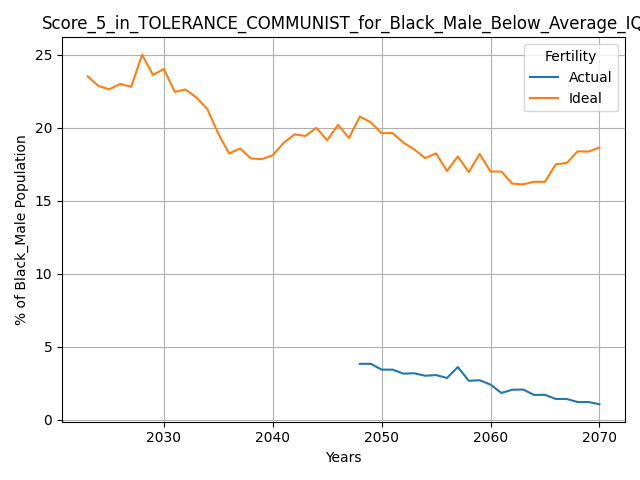 Score_5_in_TOLERANCE_COMMUNIST_for_Black_Male_Below_Average_IQ
25
20
15
10
5
0
% of Black_Male Population
Fertility
Actual
Ideal
2030
2040
2050
2060
2070
Years